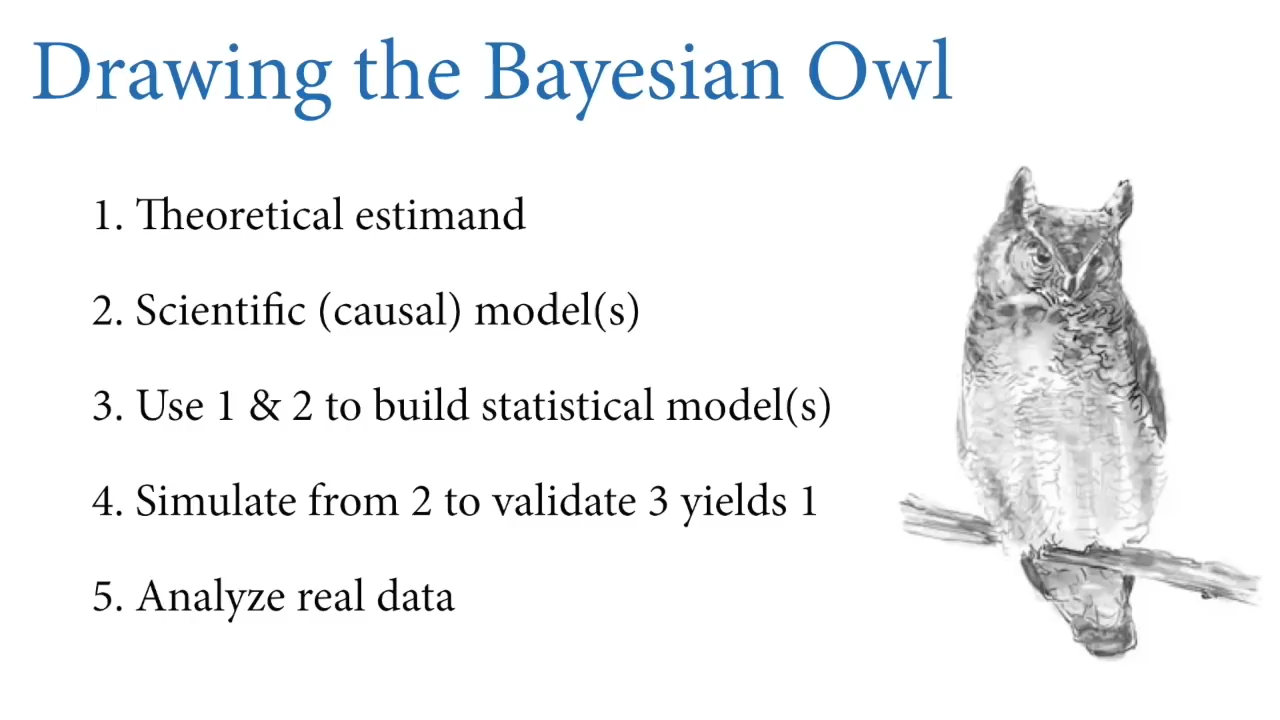 Drawing the Bayesian Owl
1. Theoretical estimand
2. Scientific (causal) model(s)
3. Use 1 & 2 to build statistical model(s)
4. Simulate from 2 to validate 3 yields 1
5. Analyze real data